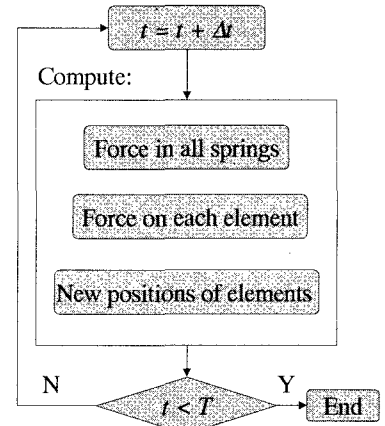 t = t + Δt
Compute:
Force in all springs
Force on each element
New positions of elements
N
Y
t < T
End